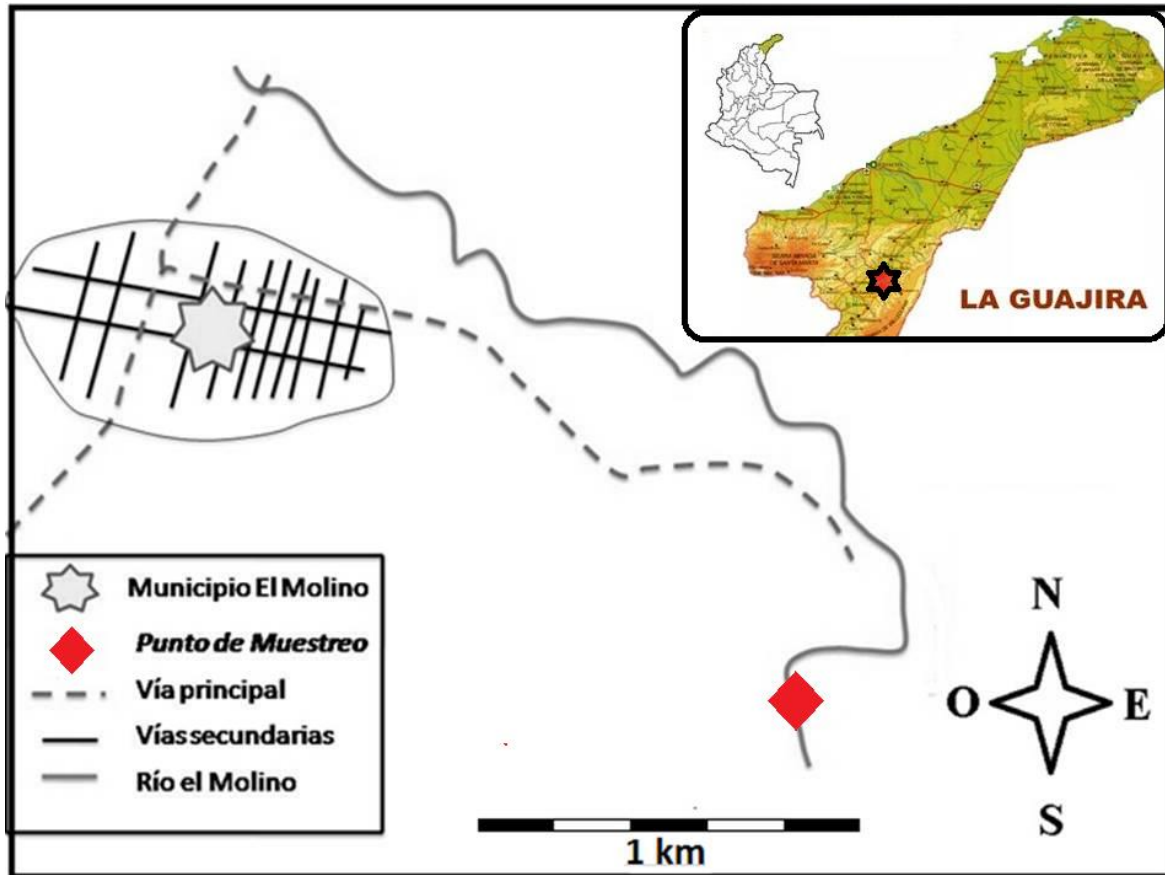 LA GUAJIRA
Municipio El Molino
Punto de Muestreo
Vía principal
Vías secundarias
Río el Molino
1 km
N
O
E
S